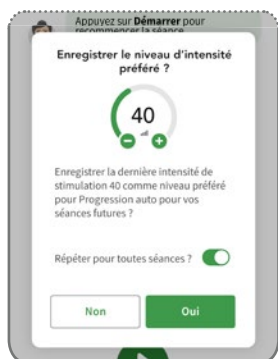 Appuyez sur Démarrer pour
recommencer la séance
Enregistrer le niveau d'intensité
préféré ?
40
Enregistrer la dernière intensité de
stimulation 40 comme niveau préféré
pour Progression auto pour vos
séances futures ?
Répéter pour toutes séances ?
Non
Oui